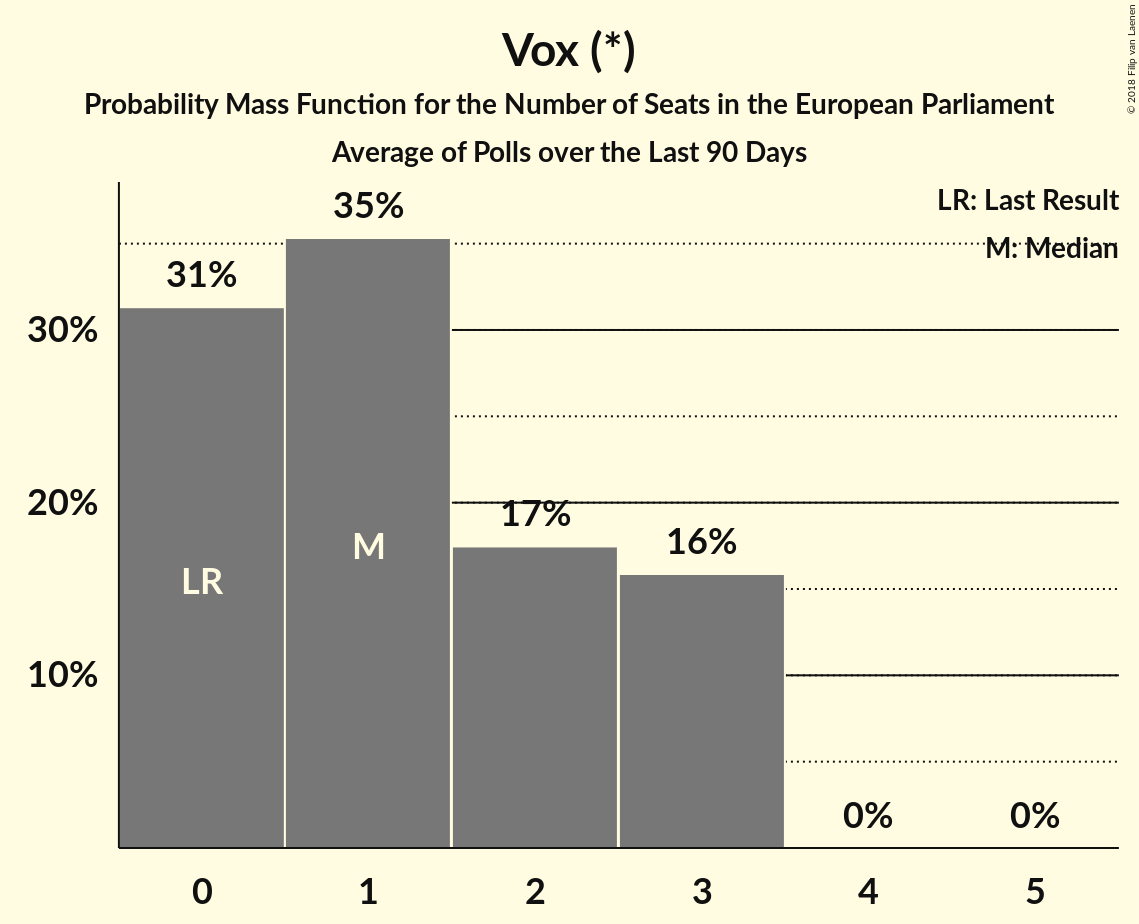 Vox (*)
Probability Mass Function for the Number of Seats in the European Parliament
Average of Polls over the Last 90 Days
© 2018 Filip van Laenen
LR: Last Result
M: Median
35%
31%
17%
16%
0%
0%
30%
20%
10%
LR
M
0
1
2
3
4
5